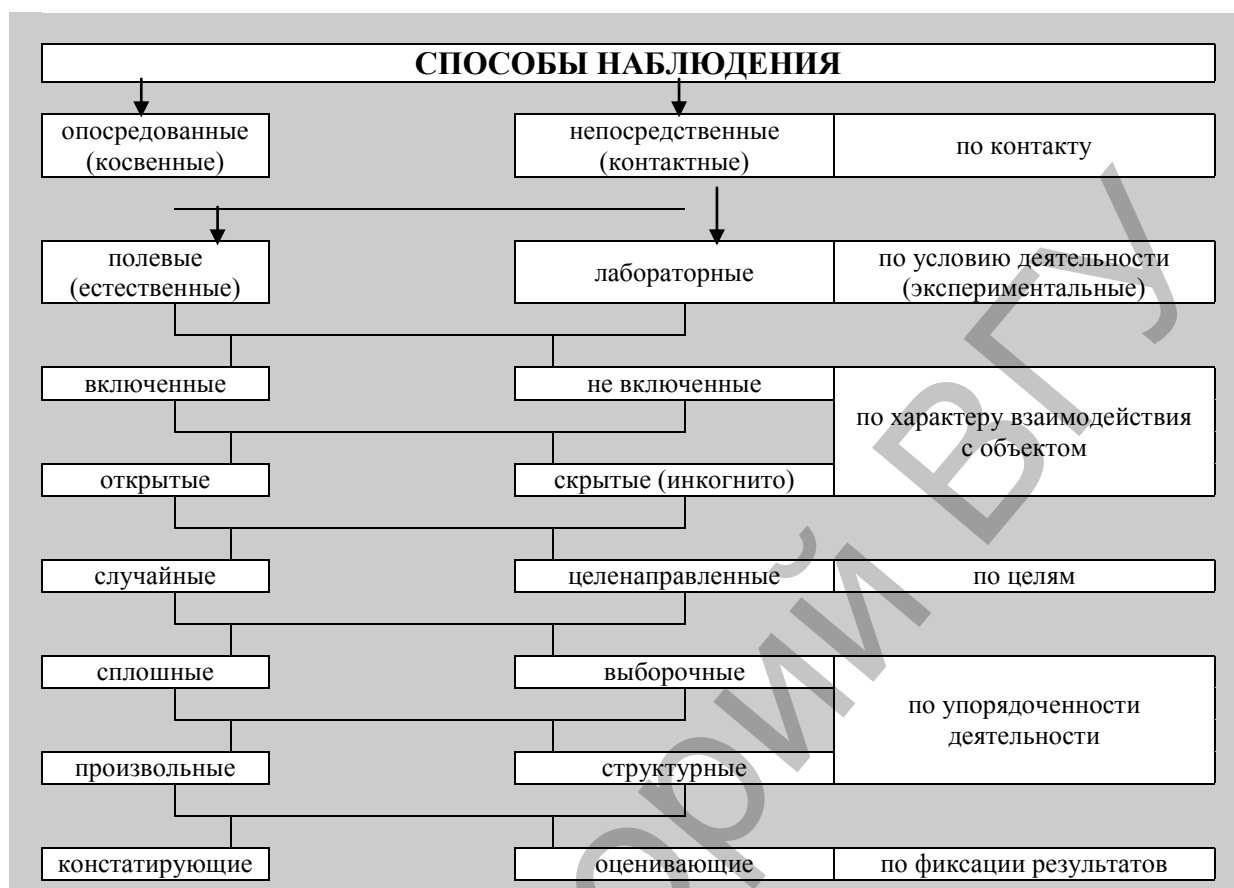 СПОСОБЫ НАБЛЮДЕНИЯ
опосредованные
(косвенные)
непосредственные
(контактные)
по контакту
полевые
(естественные)
лабораторные
по условию деятельности
(экспериментальные)
включенные
не включенные
по характеру взаимодействия
с объектом
открытые
скрытые (инкогнито)
случайные
целенаправленные
по целям
сплошные
выборочные
по упорядоченности
деятельности
произвольные
структурные
констатирующие
оценивающие
по фиксации результатов
орий ВГУ